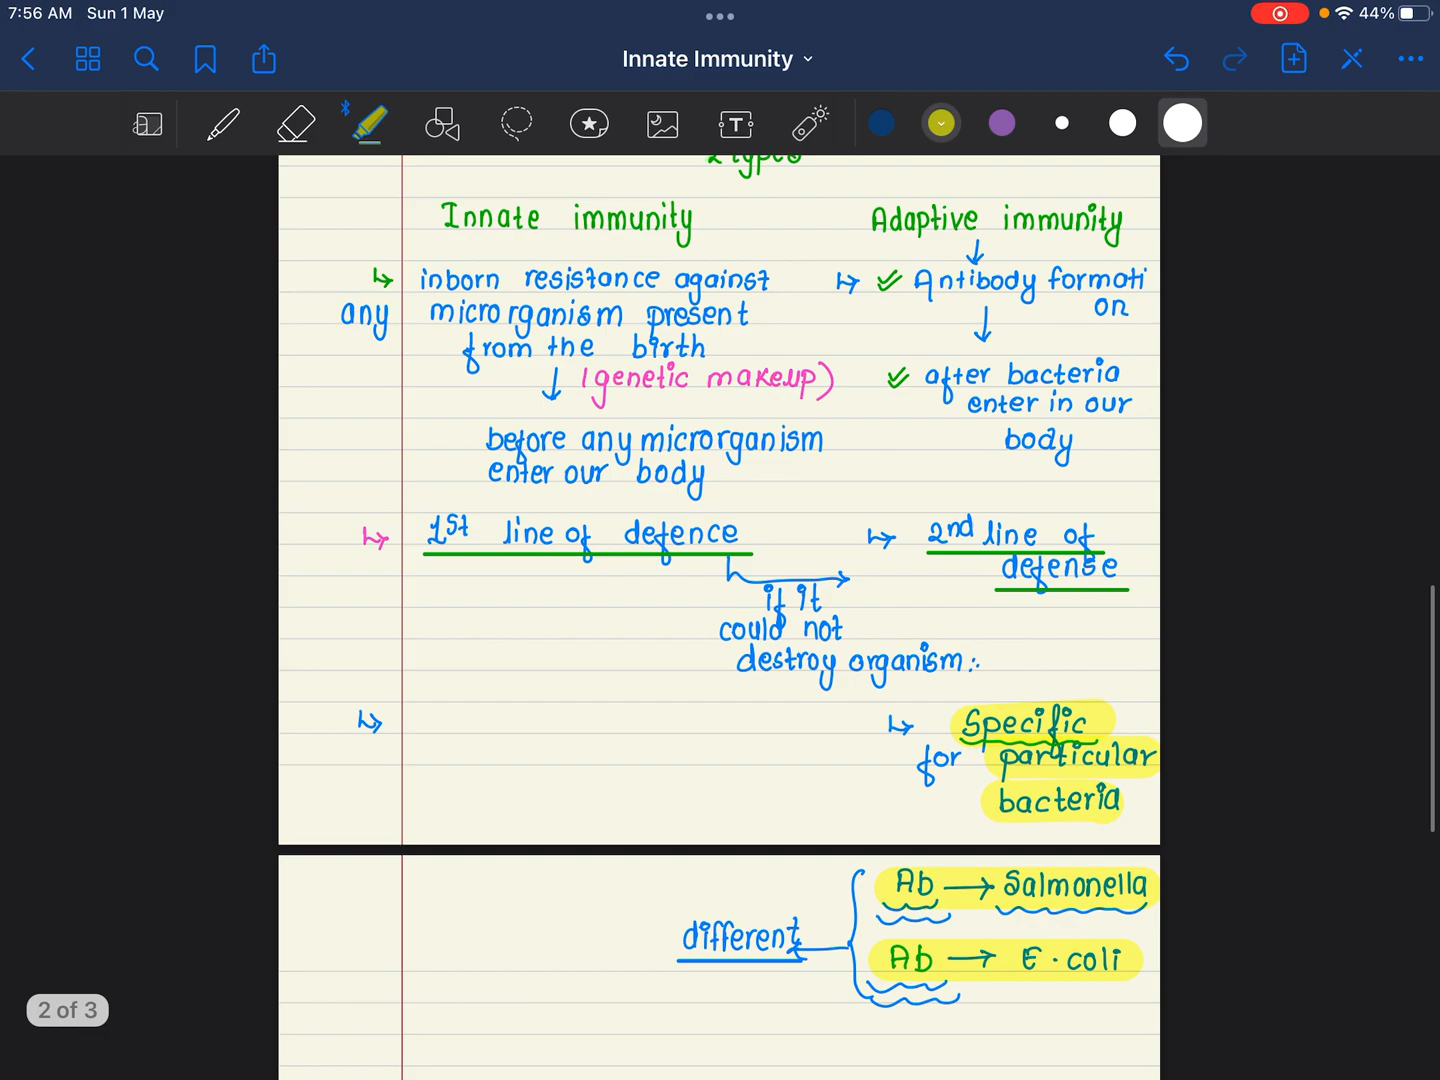 7:56 AM Sun 1 May
44%
Innate Immunity
2 types
Innate immunity
Adaptive immunity
inborn resistance against
any microrganism present
from the birth
(genetic makeup)
before any microrganism
enter our body
Antibody formati
on
after bacteria
enter in our
body
1st line of defence
2nd line of
defense
if it
could not
destroy organism
Specific
for particular
bacteria
Ab → Salmonella
different
Ab → E. coli
2 of 3